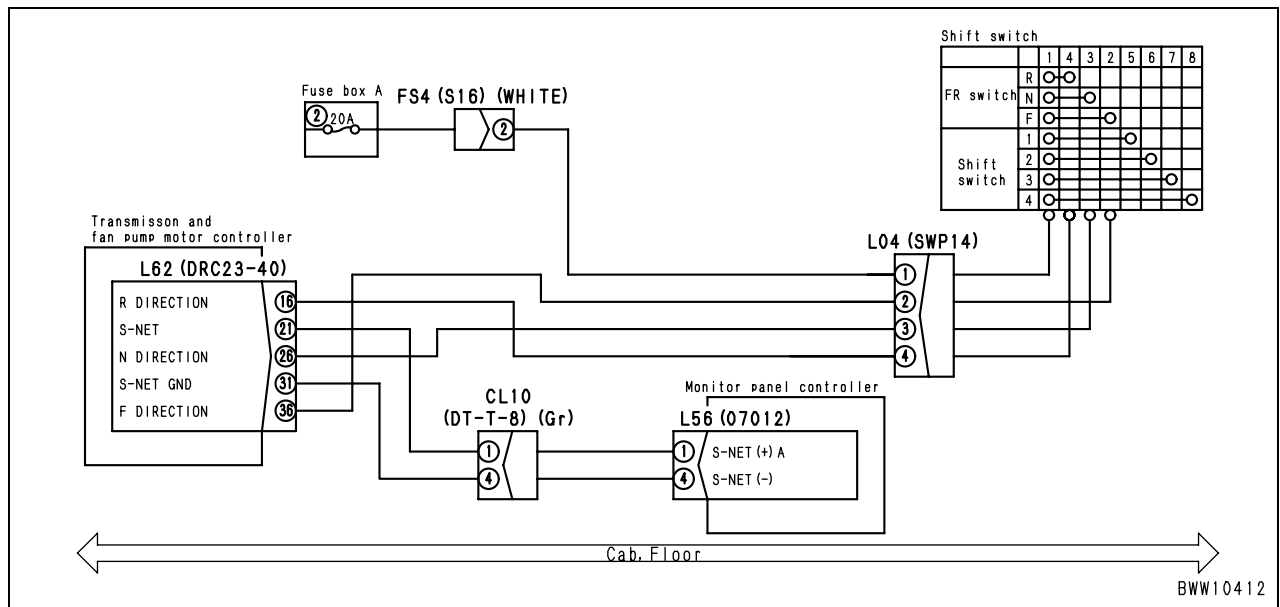 Shift switch
1 4 3 2 5 6 7 8
FR switch
R
N
F
Shift
switch
1
2
3
4
Fuse box A
2 20A
FS4 (S16) (WHITE)
2
Transmisson and
fan pump motor controller
L62 (DRC23-40)
R DIRECTION 16
S-NET 21
N DIRECTION 26
S-NET GND 31
F DIRECTION 36
L04 (SWP14)
1
2
3
4
CL10
(DT-T-8) (Gr)
1
4
Monitor panel controller
L56 (07012)
1 S-NET (+) A
4 S-NET (-)
Cab, Floor
BWW10412